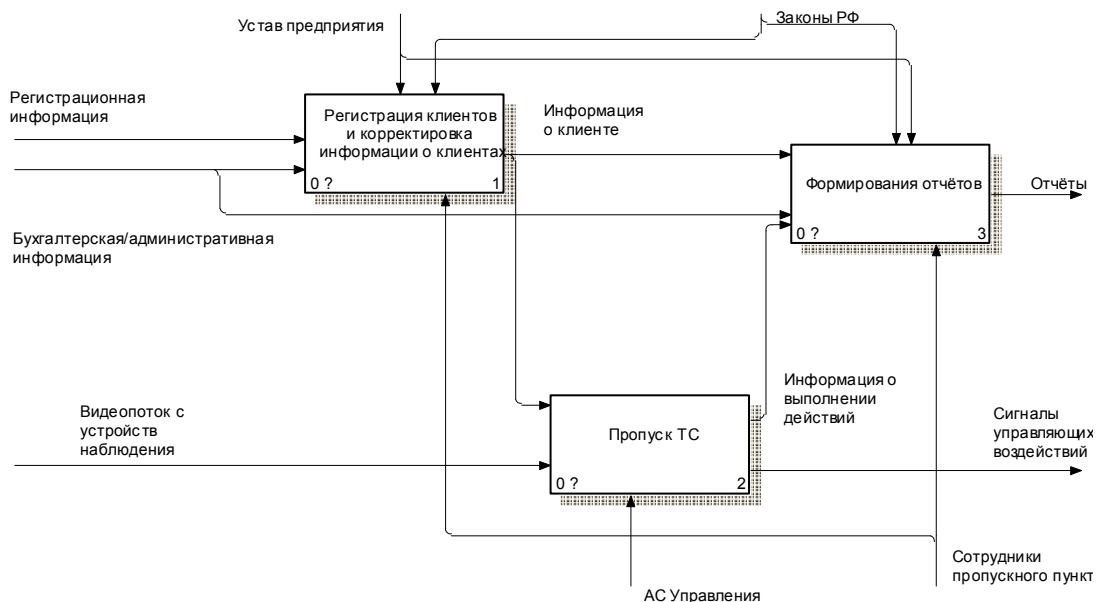 Устав предприятия
Законы РФ
Регистрационная
информация
Регистрация клиентов
и корректировка
информации о клиентах
0 ?
1
Информация
о клиенте
Формирования отчётов
0 ?
3
Отчёты
Бухгалтерская/административная
информация
Видеопоток с
устройств
наблюдения
Пропуск ТС
0 ?
2
Информация о
выполнении
действий
Сигналы
управляющих
воздействий
Сотрудники
пропускного пункт
АС Управления